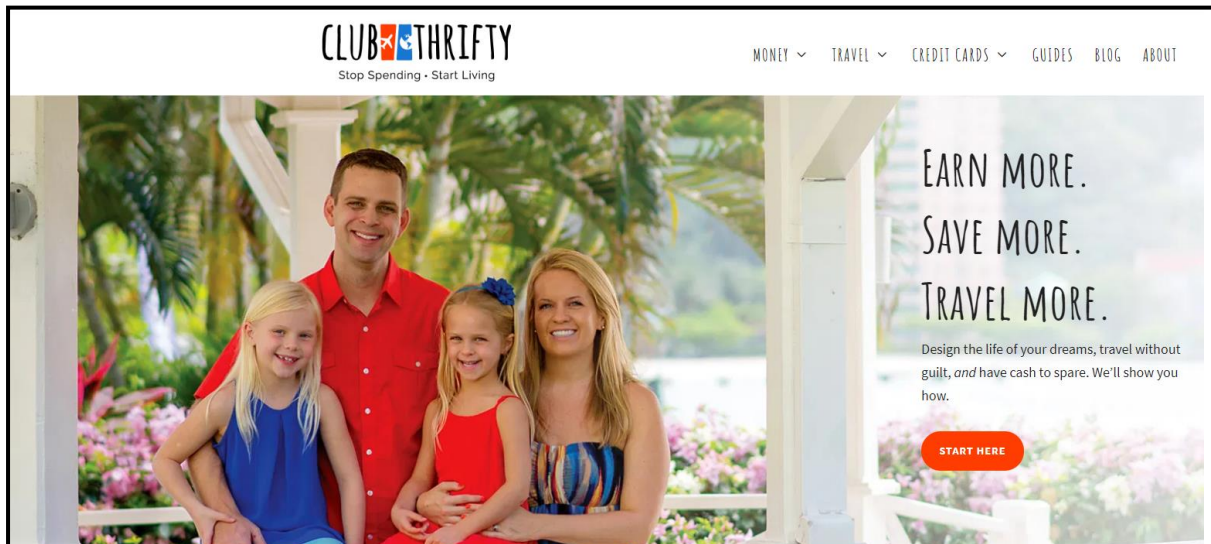 CLUB THRIFTY
Stop Spending • Start Living
MONEY TRAVEL CREDIT CARDS GUIDES BLOG ABOUT
EARN MORE.
SAVE MORE.
TRAVEL MORE.
Design the life of your dreams, travel without
guilt, and have cash to spare. We'll show you
how.
START HERE